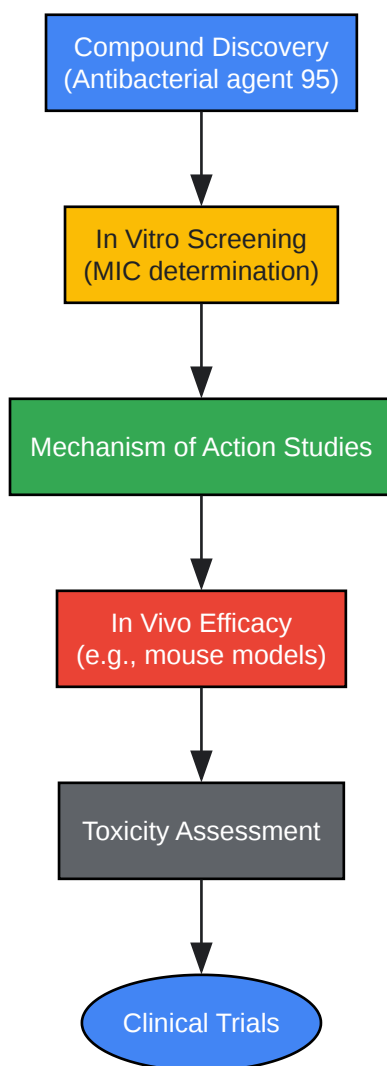 Compound Discovery
(Antibacterial agent 95)
In Vitro Screening
(MIC determination)
Mechanism of Action Studies
In Vivo Efficacy
(e.g., mouse models)
Toxicity Assessment
Clinical Trials